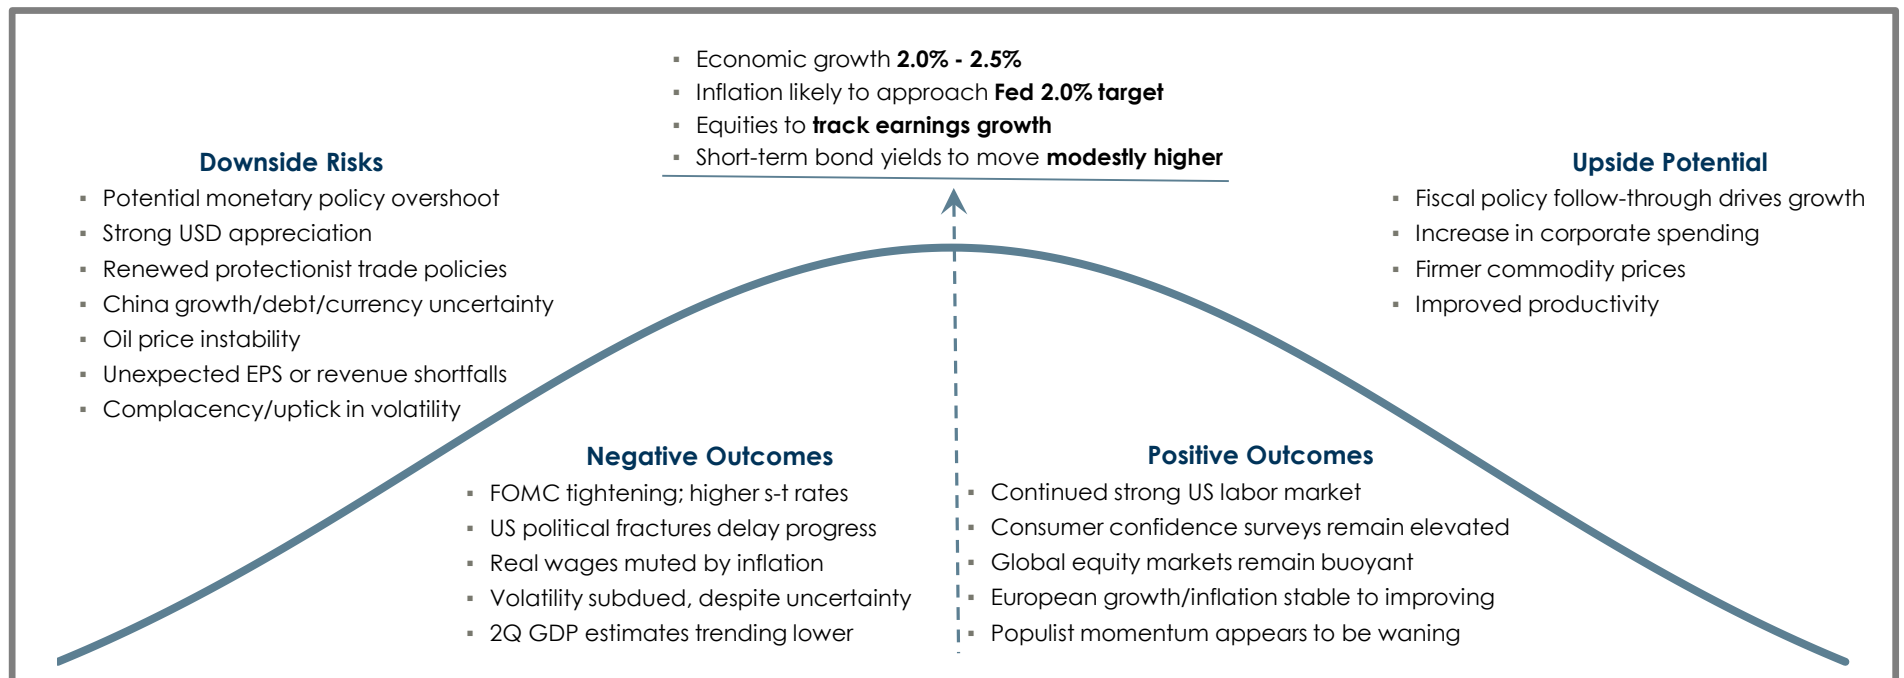 ▪ Economic growth 2.0% - 2.5%
▪ Inflation likely to approach Fed 2.0% target
▪ Equities to track earnings growth
▪ Short-term bond yields to move modestly higher
Downside Risks
▪ Potential monetary policy overshoot
▪ Strong USD appreciation
▪ Renewed protectionist trade policies
▪ China growth/debt/currency uncertainty
▪ Oil price instability
▪ Unexpected EPS or revenue shortfalls
▪ Complacency/uptick in volatility
Upside Potential
▪ Fiscal policy follow-through drives growth
▪ Increase in corporate spending
▪ Firmer commodity prices
▪ Improved productivity
Negative Outcomes
▪ FOMC tightening; higher s-t rates
▪ US political fractures delay progress
▪ Real wages muted by inflation
▪ Volatility subdued, despite uncertainty
▪ 2Q GDP estimates trending lower
Positive Outcomes
▪ Continued strong US labor market
▪ Consumer confidence surveys remain elevated
▪ Global equity markets remain buoyant
▪ European growth/inflation stable to improving
▪ Populist momentum appears to be waning